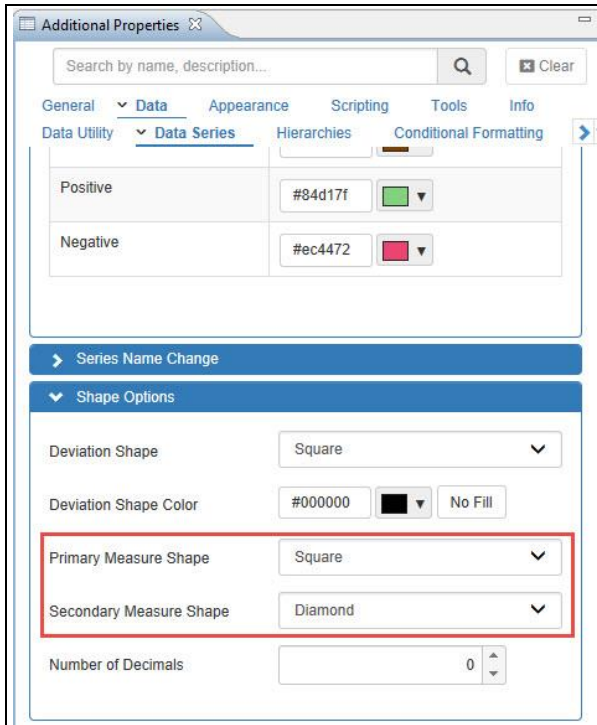 Additional Properties
Search by name, description...
Clear
General Data Appearance Scripting Tools Info
Data Utility Data Series Hierarchies Conditional Formatting
Positive #84d17f
Negative #ec4472
Series Name Change
Shape Options
Deviation Shape Square
Deviation Shape Color #000000 No Fill
Primary Measure Shape Square
Secondary Measure Shape Diamond
Number of Decimals 0